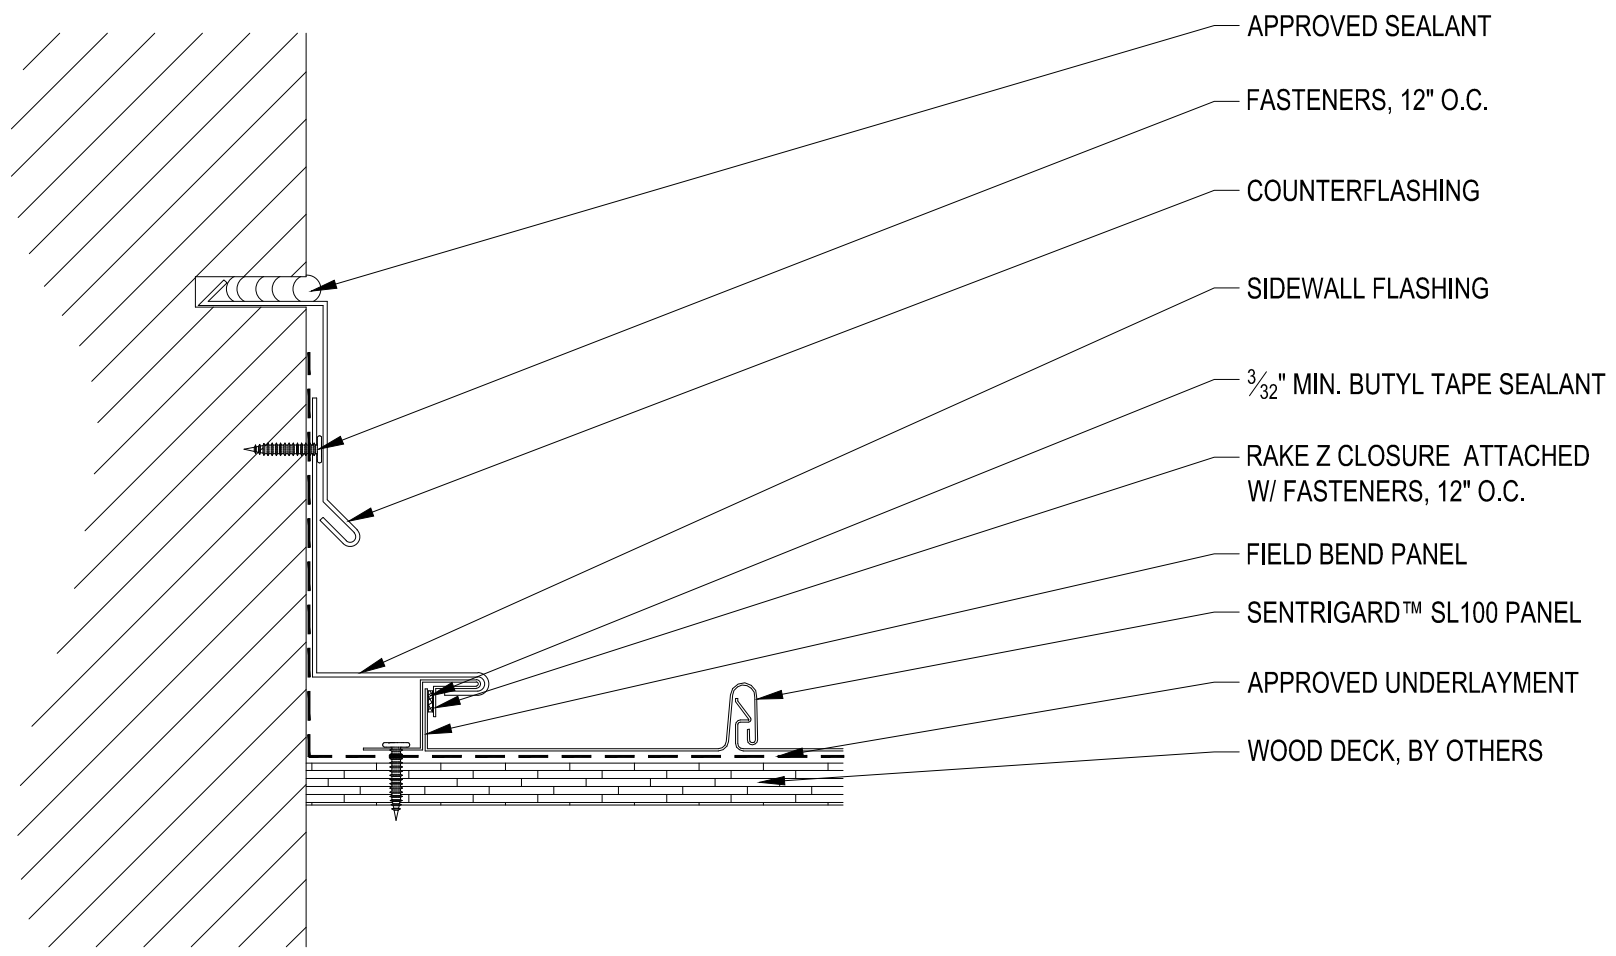 APPROVED SEALANT
FASTENERS, 12" O.C.
COUNTERFLASHING
SIDEWALL FLASHING
3⁄32" MIN. BUTYL TAPE SEALANT
RAKE Z CLOSURE ATTACHED
W/ FASTENERS, 12" O.C.
FIELD BEND PANEL
SENTRIGARD™ SL100 PANEL
APPROVED UNDERLAYMENT
WOOD DECK, BY OTHERS